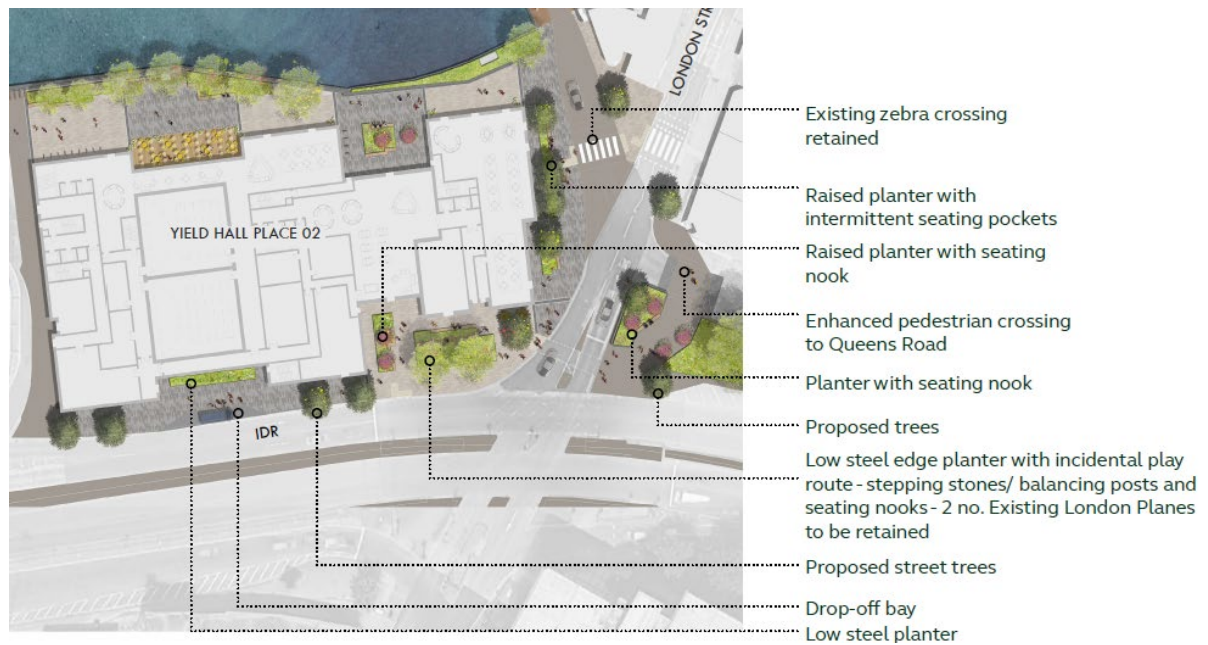 LONDON STR
Existing zebra crossing
retained
Raised planter with
intermittent seating pockets
YIELD HALL PLACE 02
Raised planter with seating
nook
Enhanced pedestrian crossing
to Queens Road
Planter with seating nook
Proposed trees
IDR
Low steel edge planter with incidental play
route - stepping stones/ balancing posts and
seating nooks - 2 no. Existing London Planes
to be retained
Proposed street trees
Drop-off bay
Low steel planter